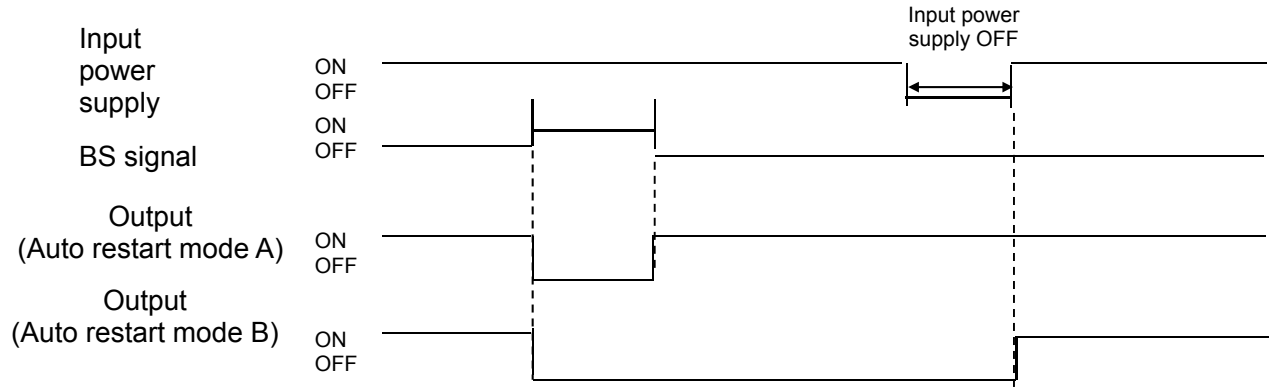 Input power
supply OFF
Input
power
supply
ON
OFF
BS signal
ON
OFF
Output
(Auto restart mode A)
ON
OFF
Output
(Auto restart mode B)
ON
OFF